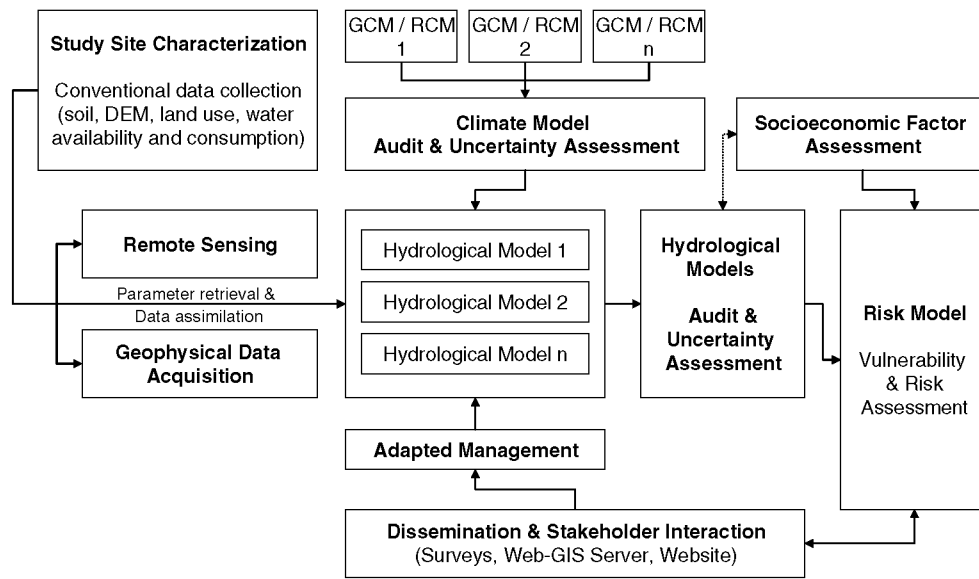 Study Site Characterization
Conventional data collection
(soil, DEM, land use, water
availability and consumption)
GCM / RCM
1
GCM / RCM
2
GCM / RCM
n
Climate Model
Audit & Uncertainty Assessment
Socioeconomic Factor
Assessment
Remote Sensing
Parameter retrieval &
Data assimilation
Geophysical Data
Acquisition
Hydrological Model 1
Hydrological Model 2
Hydrological Model n
Hydrological
Models
Audit &
Uncertainty
Assessment
Risk Model
Vulnerability
& Risk
Assessment
Adapted Management
Dissemination & Stakeholder Interaction
(Surveys, Web-GIS Server, Website)